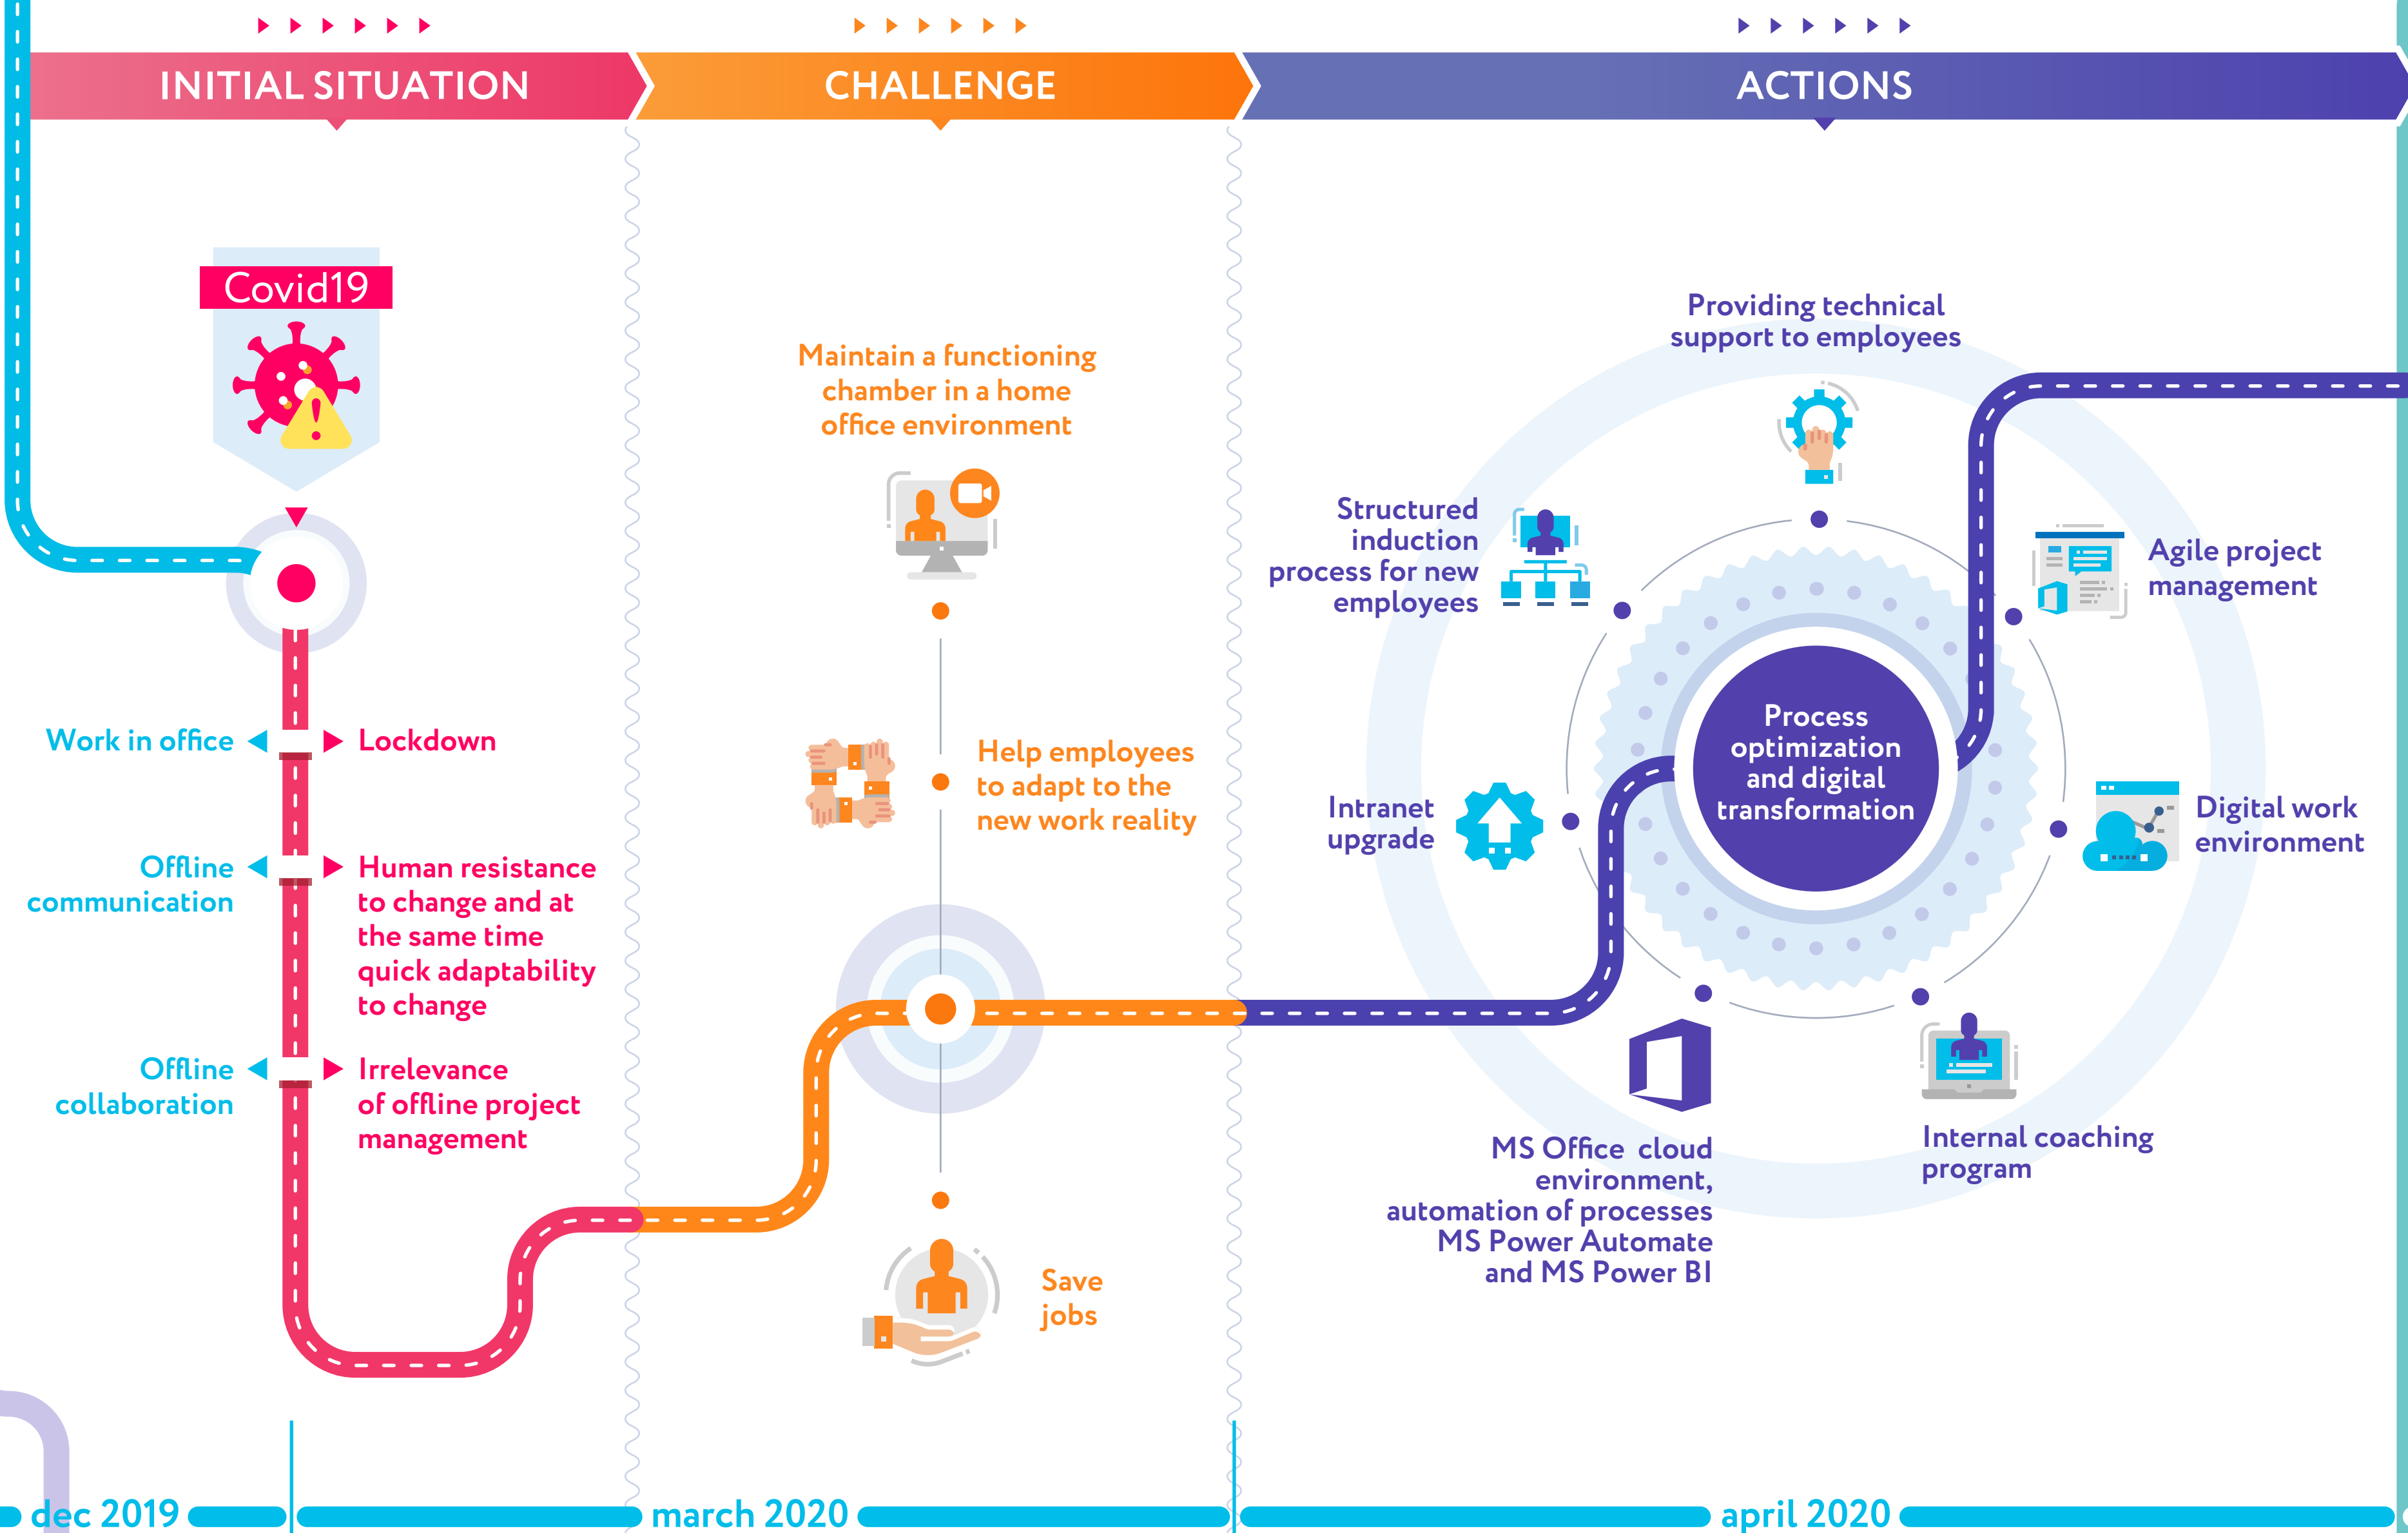 INITIAL SITUATION
CHALLENGE
ACTIONS
Covid19
Work in office
Lockdown
Offline
communication
Human resistance
to change and at
the same time
quick adaptability
to change
Offline
collaboration
Irrelevance
of offline project
management
Maintain a functioning
chamber in a home
office environment
Help employees
to adapt to the
new work reality
Save
jobs
Providing technical
support to employees
Structured
induction
process for new
employees
Agile project
management
Process
optimization
and digital
transformation
Intranet
upgrade
Digital work
environment
MS Office cloud
environment,
automation of processes
MS Power Automate
and MS Power BI
Internal coaching
program
dec 2019
march 2020
april 2020